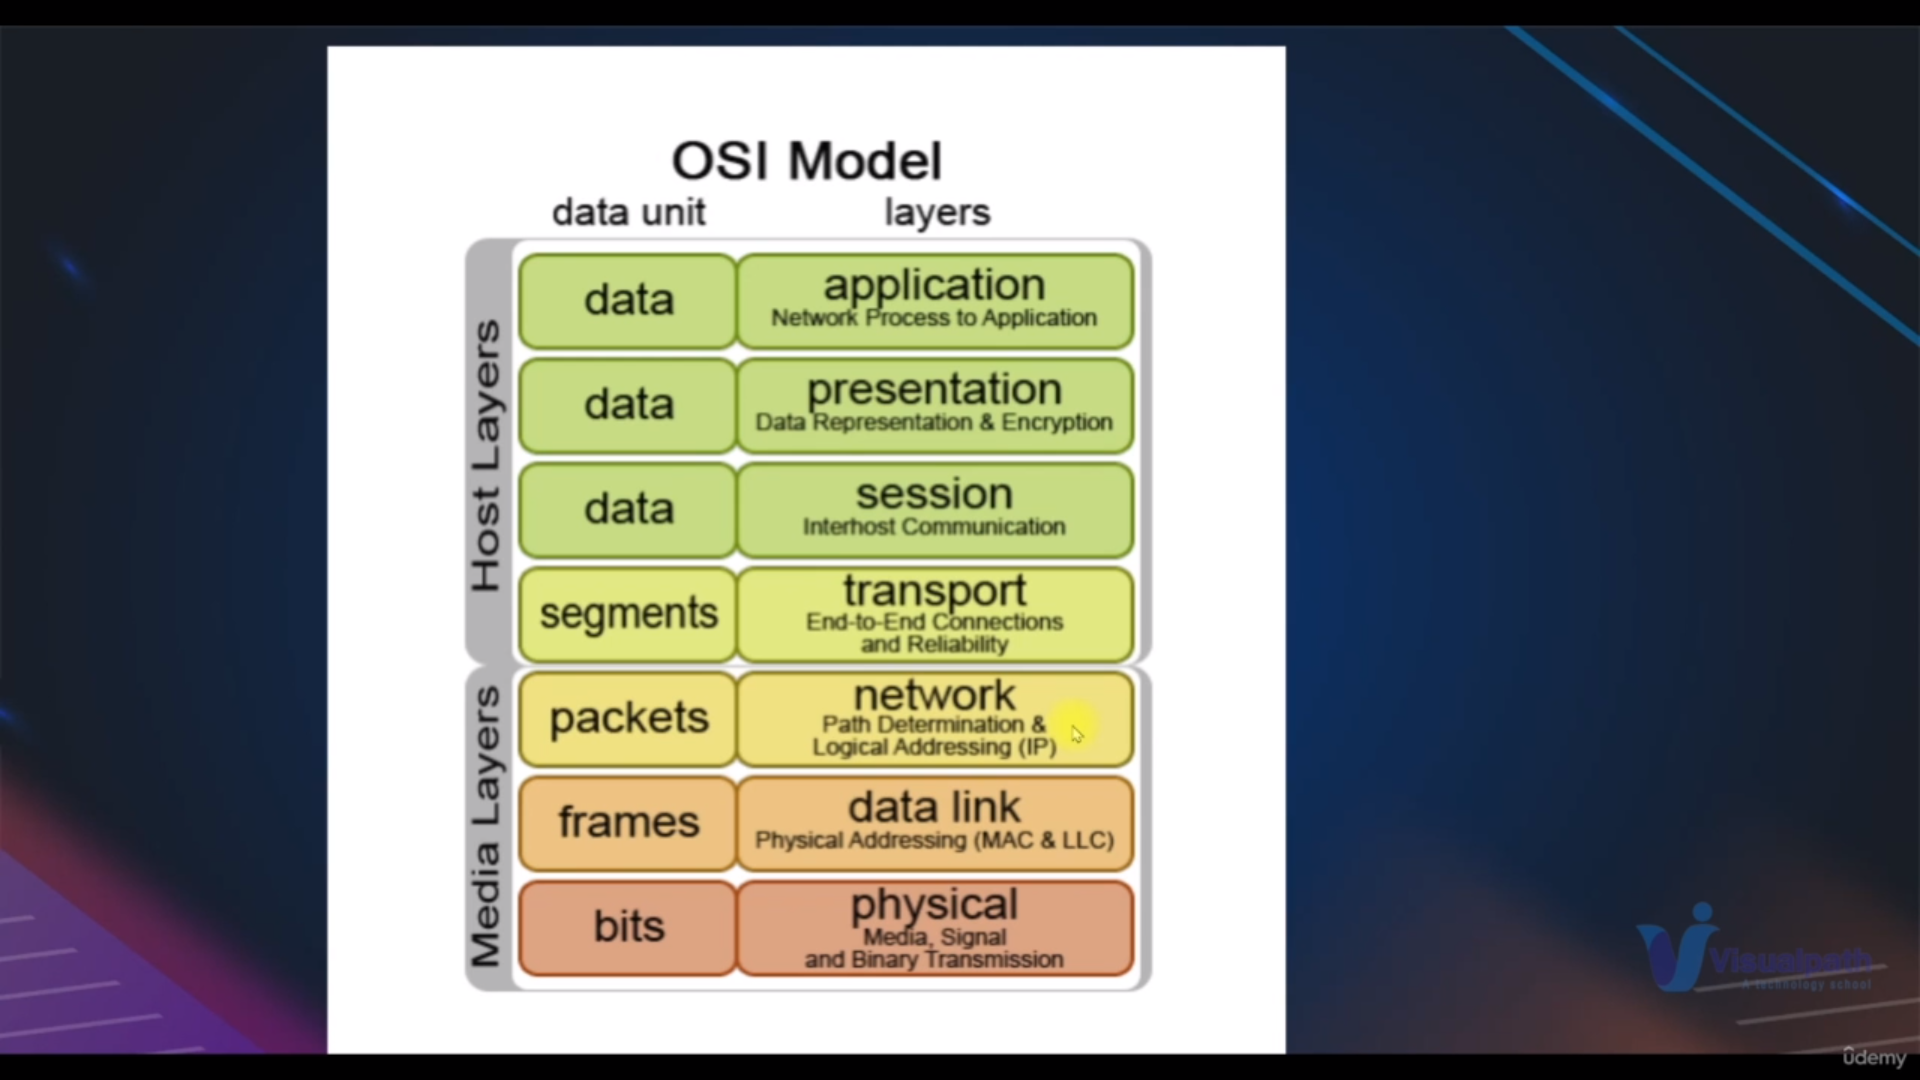 OSI Model
data unit layers
Host Layers
data
application
Network Process to Application
data
presentation
Data Representation & Encryption
data
session
Interhost Communication
segments
transport
End-to-End Connections
and Reliability
Media Layers
packets
network
Path Determination &
Logical Addressing (IP)
frames
data link
Physical Addressing (MAC & LLC)
bits
physical
Media, Signal
and Binary Transmission
Visualpath
A technology school
ûdemy